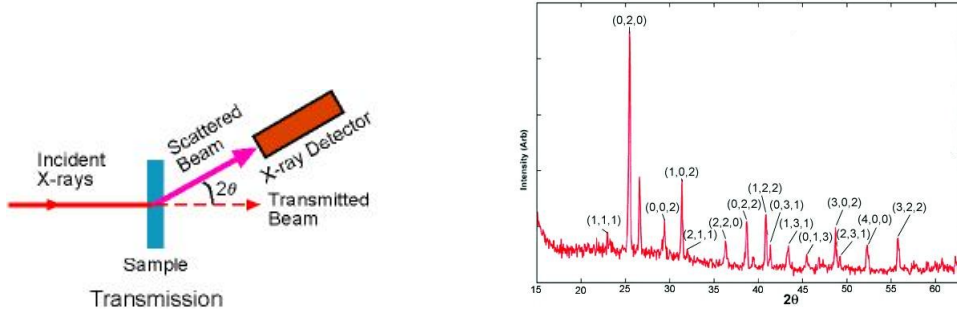 Incident
X-rays
Scattered
Beam
X-ray Detector
2θ
Transmitted
Beam
Sample
Transmission
Intensity (Arb)
(0,2,0)
(1,1,1)
(0,0,2)
(1,0,2)
(2,1,1)
(2,2,0)
(0,2,2)
(1,2,2)
(0,3,1)
(1,3,1)
(0,1,3)
(3,0,2)
(2,3,1)
(4,0,0)
(3,2,2)
15 20 25 30 35 40 45 50 55 60
2θ